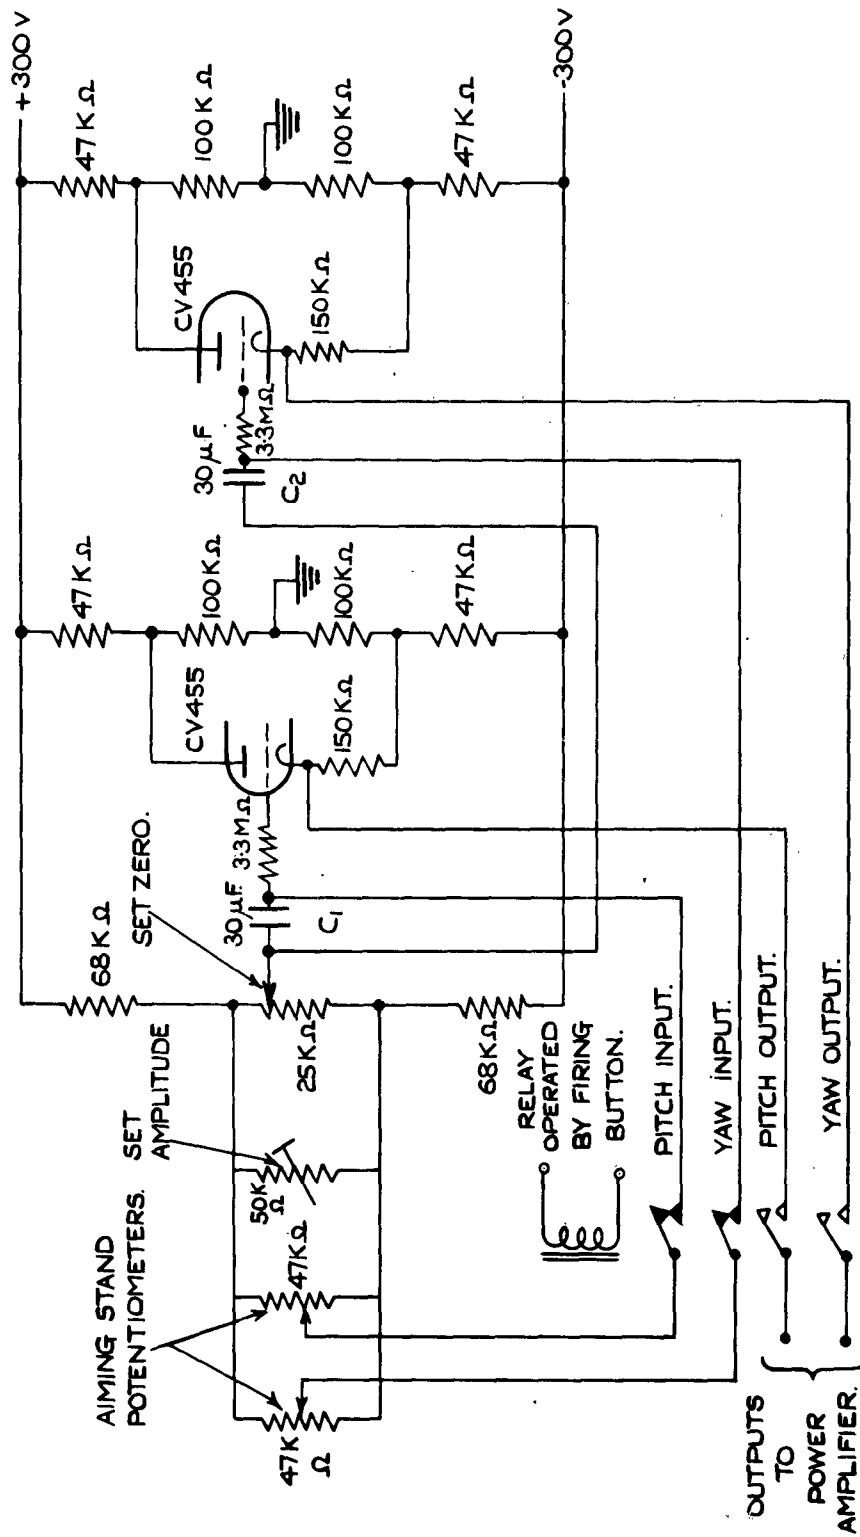 +300V
68KΩ
47KΩ
47KΩ
AIMING STAND
POTENTIOMETERS.
SET
AMPLITUDE
SET ZERO.
CV455
100KΩ
CV455
100KΩ
47K
Ω
47KΩ
50K
Ω
25KΩ
30µF
3·3MΩ
C1
150KΩ
100KΩ
30µF
3·3MΩ
C2
150KΩ
100KΩ
68KΩ
47KΩ
47KΩ
-300V
RELAY
OPERATED
BY FIRING
BUTTON.
PITCH INPUT.
YAW INPUT.
PITCH OUTPUT.
YAW OUTPUT.
OUTPUTS
TO
POWER
AMPLIFIER.